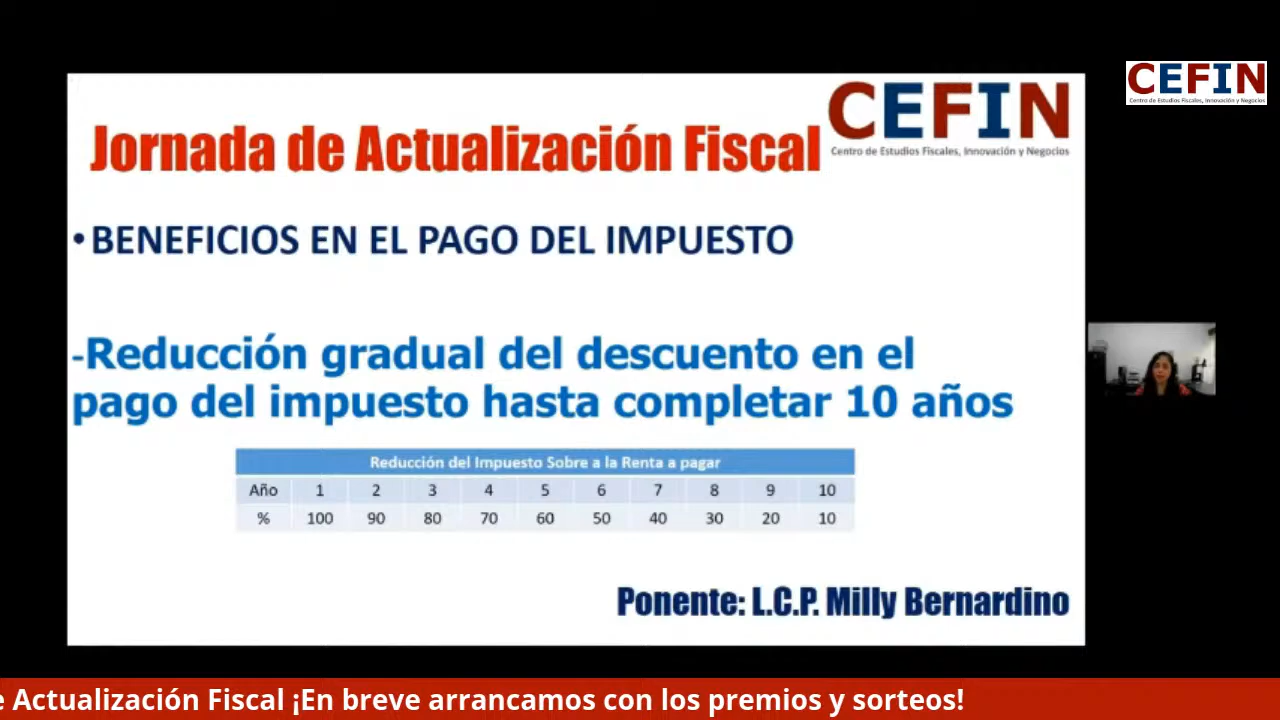 CEFIN
Centro de Estudios Fiscales, Innovación y Negocios
CEFIN
Centro de Estudios Fiscales, Innovación y Negocios
Jornada de Actualización Fiscal
•BENEFICIOS EN EL PAGO DEL IMPUESTO
-Reducción gradual del descuento en el
pago del impuesto hasta completar 10 años
Reducción del Impuesto Sobre a la Renta a pagar
Año 1 2 3 4 5 6 7 8 9 10
% 100 90 80 70 60 50 40 30 20 10
Ponente: L.C.P. Milly Bernardino
e Actualización Fiscal ¡En breve arrancamos con los premios y sorteos!